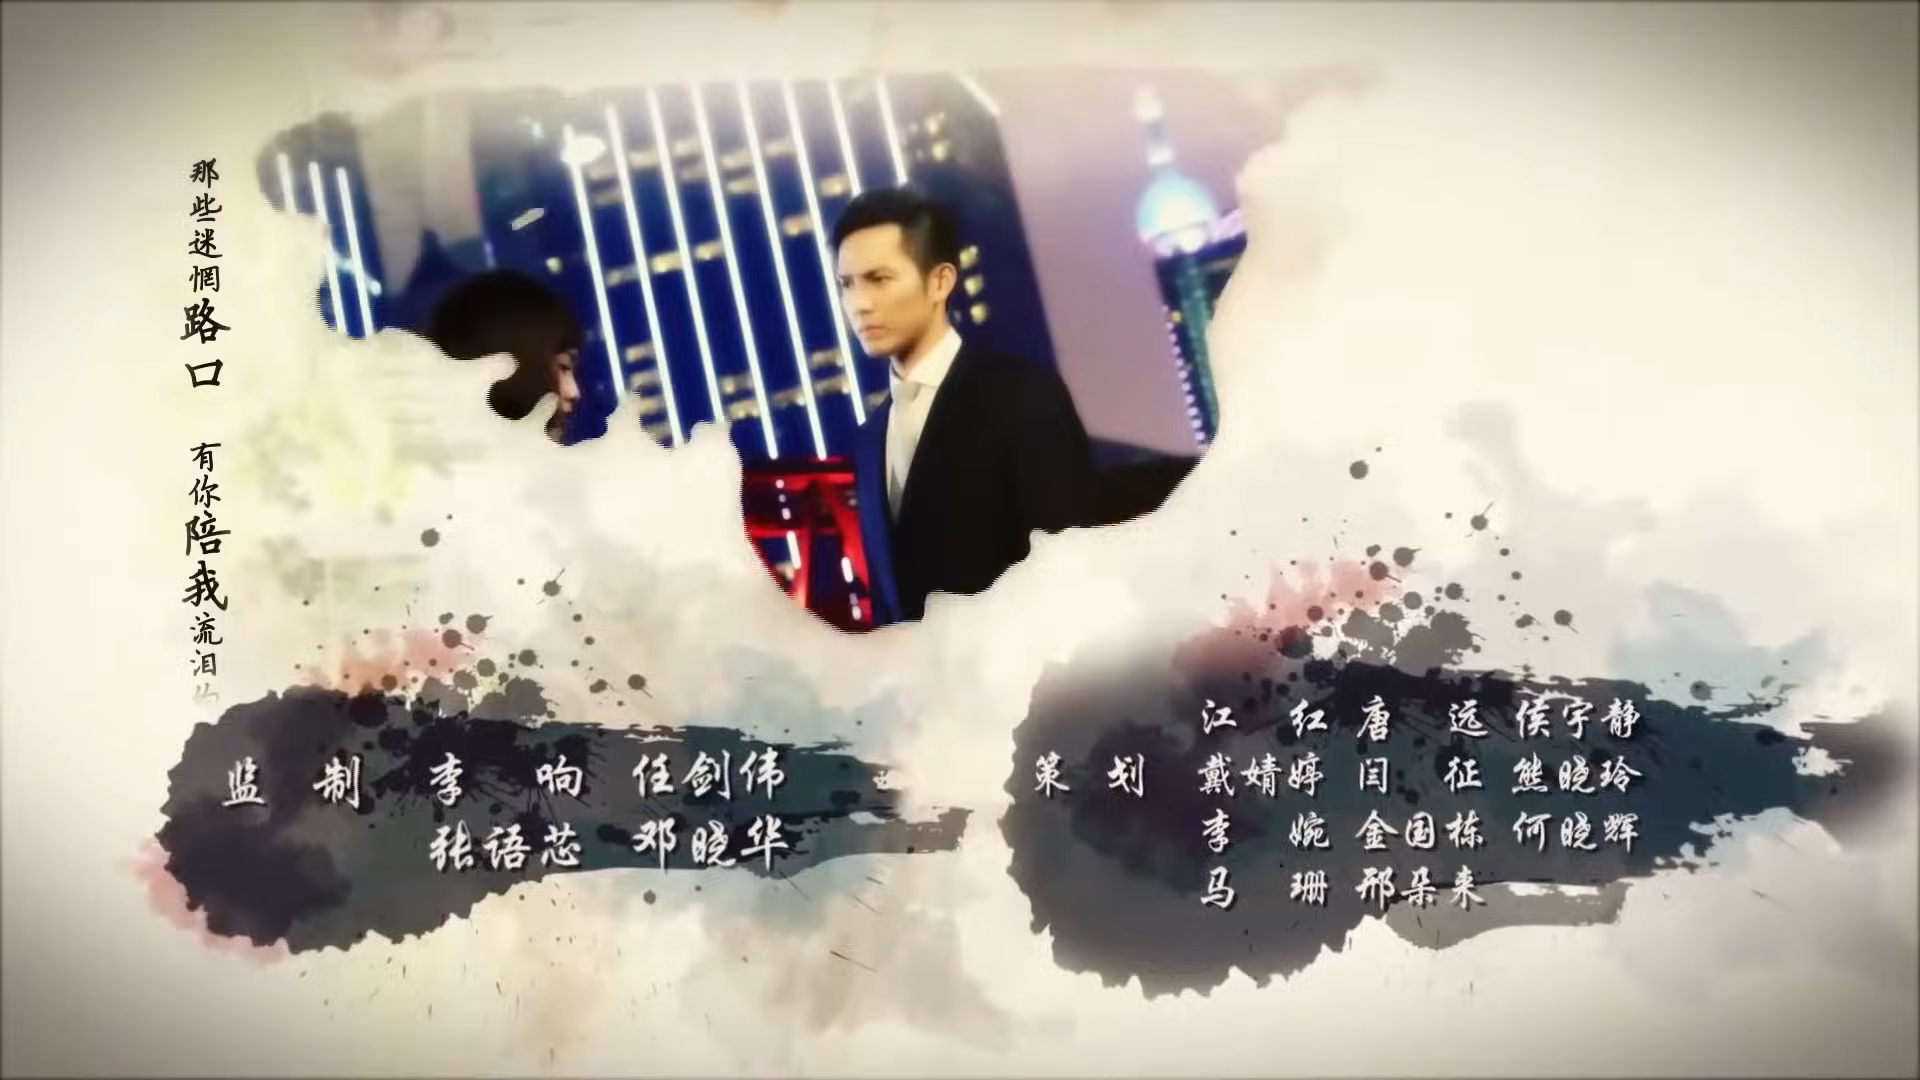 那些迷惘路口 有你陪我流泪
监 制 李 响 任剑伟
张语芯 邓晓华
策 划 江 红 唐 远 侯宇静
戴婧婷 闫 征 熊晓玲
李 婉 金国栋 何晓辉
马 珊 邢朵来